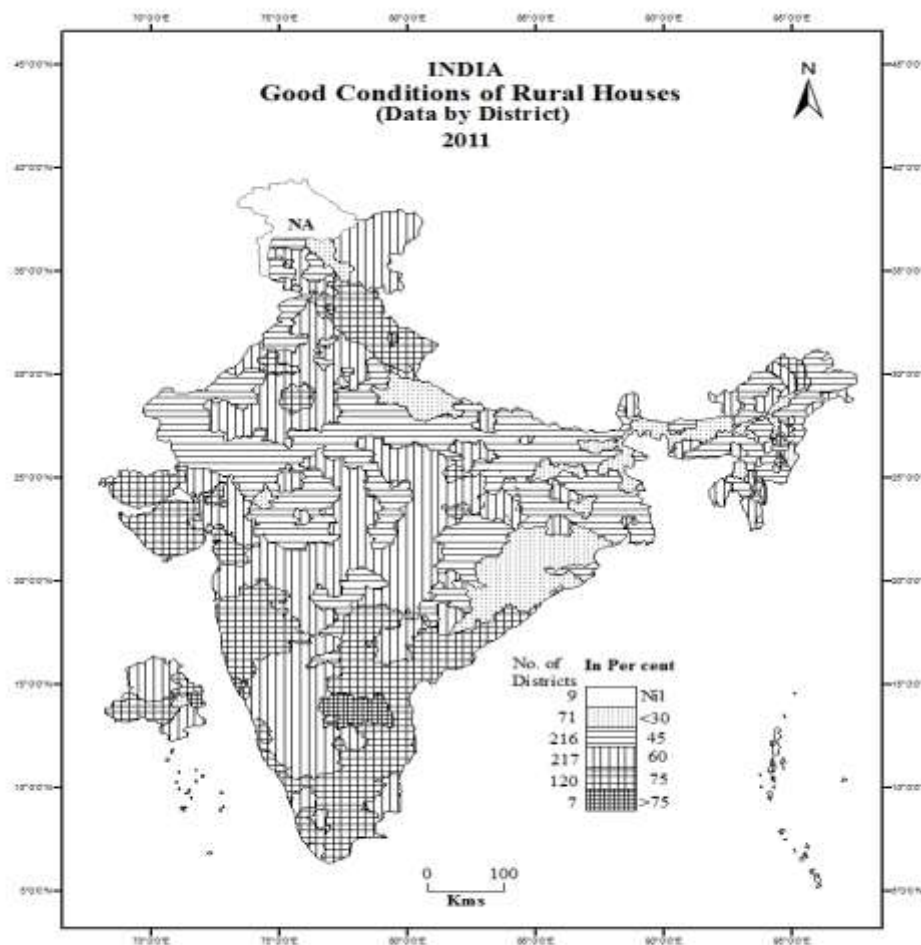 INDIA
Good Conditions of Rural Houses
(Data by District)
2011
N
NA
No. of Districts
In Per cent
9 Nil
71 <30
216 45
217 60
120 75
7 >75
0 100
Kms